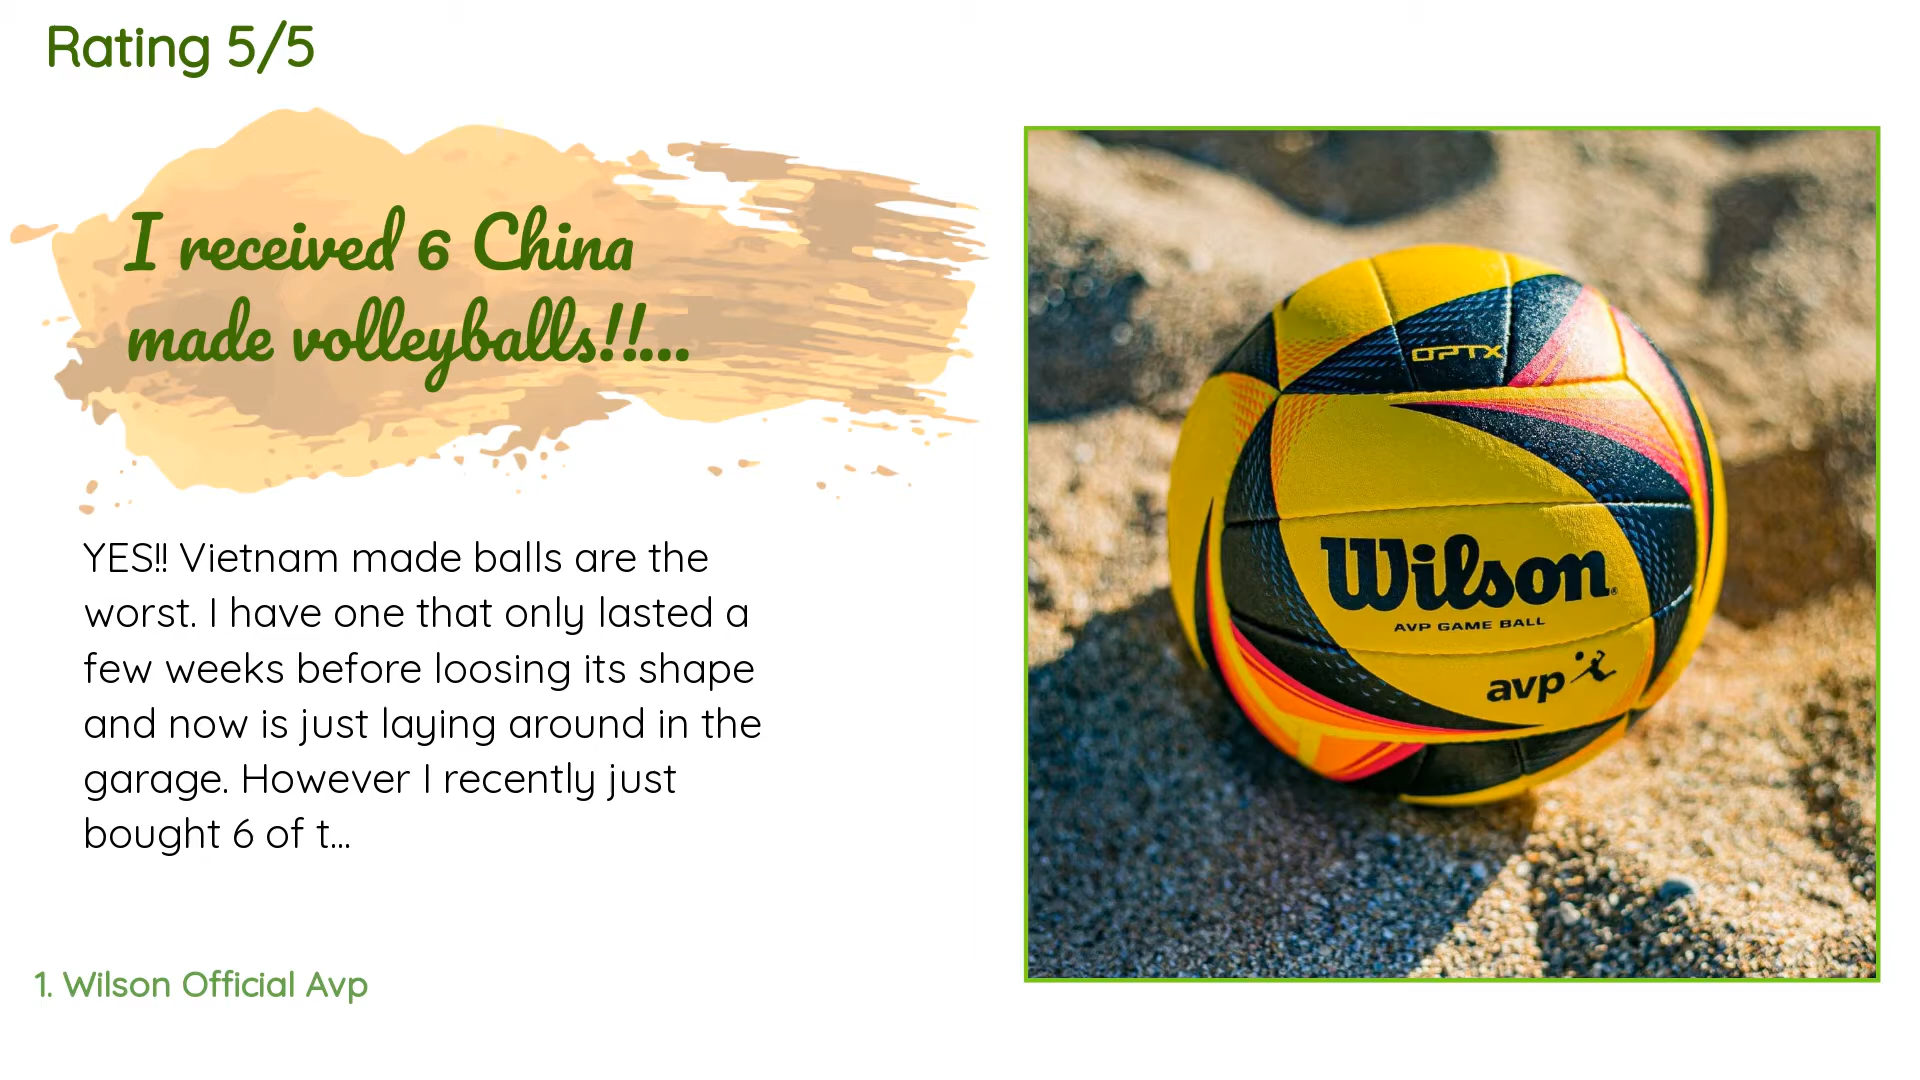 Rating 5/5
I received 6 China
made volleyballs!!...
YES!! Vietnam made balls are the
worst. I have one that only lasted a
few weeks before loosing its shape
and now is just laying around in the
garage. However I recently just
bought 6 of t...
1. Wilson Official Avp
OPTX
Wilson®
AVP GAME BALL
avp